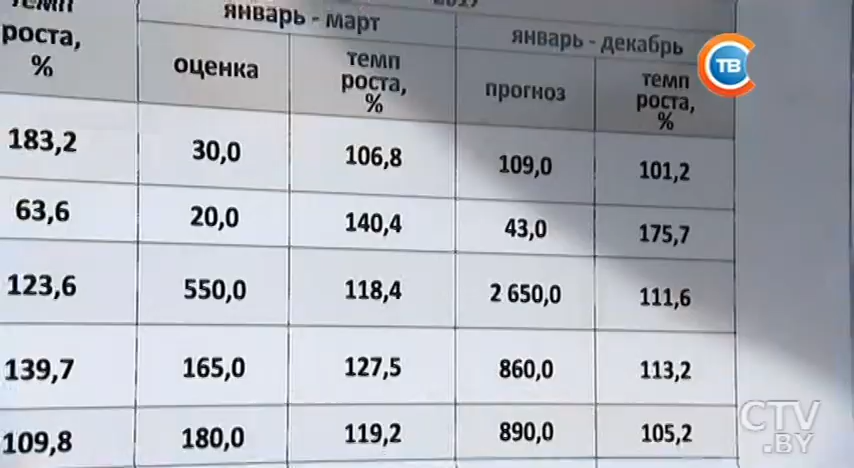 2017
темп
роста,
%
январь - март
январь - декабрь
оценка
темп
роста,
%
прогноз
темп
роста,
%
ТВ
183,2 30,0 106,8 109,0 101,2
63,6 20,0 140,4 43,0 175,7
123,6 550,0 118,4 2 650,0 111,6
139,7 165,0 127,5 860,0 113,2
109,8 180,0 119,2 890,0 105,2
CTV
.BY